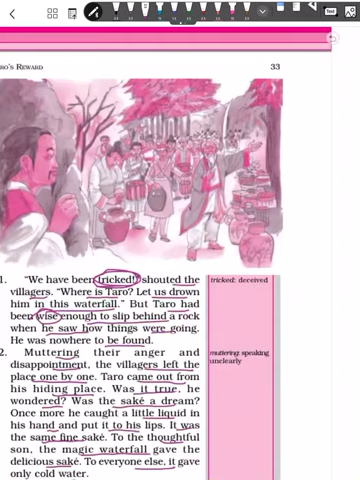 RO'S REWARD
33
1. "We have been tricked!" shouted the
villagers. "Where is Taro? Let us drown
him in this waterfall." But Taro had
been wise enough to slip behind a rock
when he saw how things were going.
He was nowhere to be found.
tricked: deceived
2. Muttering their anger and
disappointment, the villagers left the
place one by one. Taro came out from
his hiding place. Was it true, he
wondered? Was the saké a dream?
Once more he caught a little liquid in
his hand and put it to his lips. It was
the same fine saké. To the thoughtful
son, the magic waterfall gave the
delicious saké. To everyone else, it gave
only cold water.
muttering: speaking
unclearly